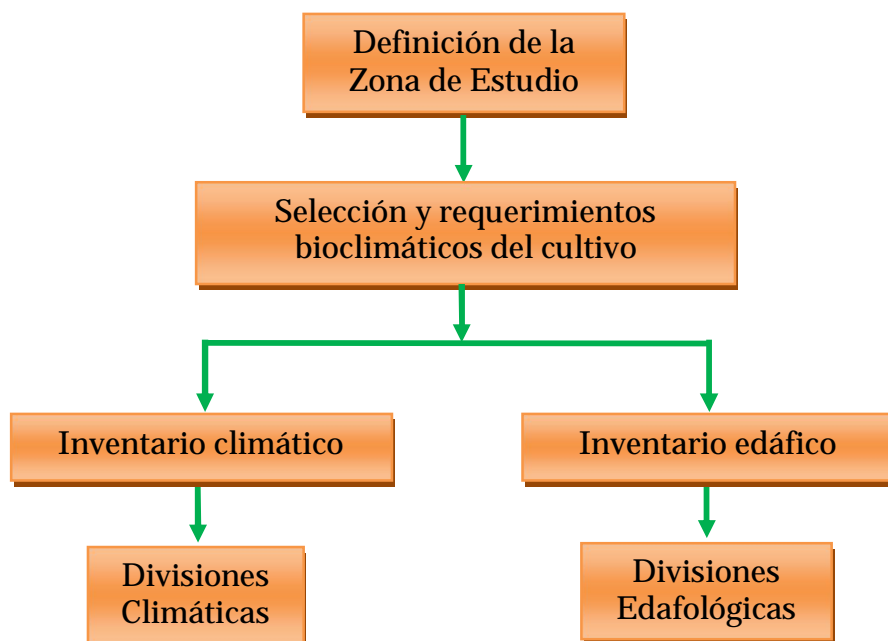 Definición de la
Zona de Estudio
Selección y requerimientos
bioclimáticos del cultivo
Inventario climático
Inventario edáfico
Divisiones
Climáticas
Divisiones
Edafológicas